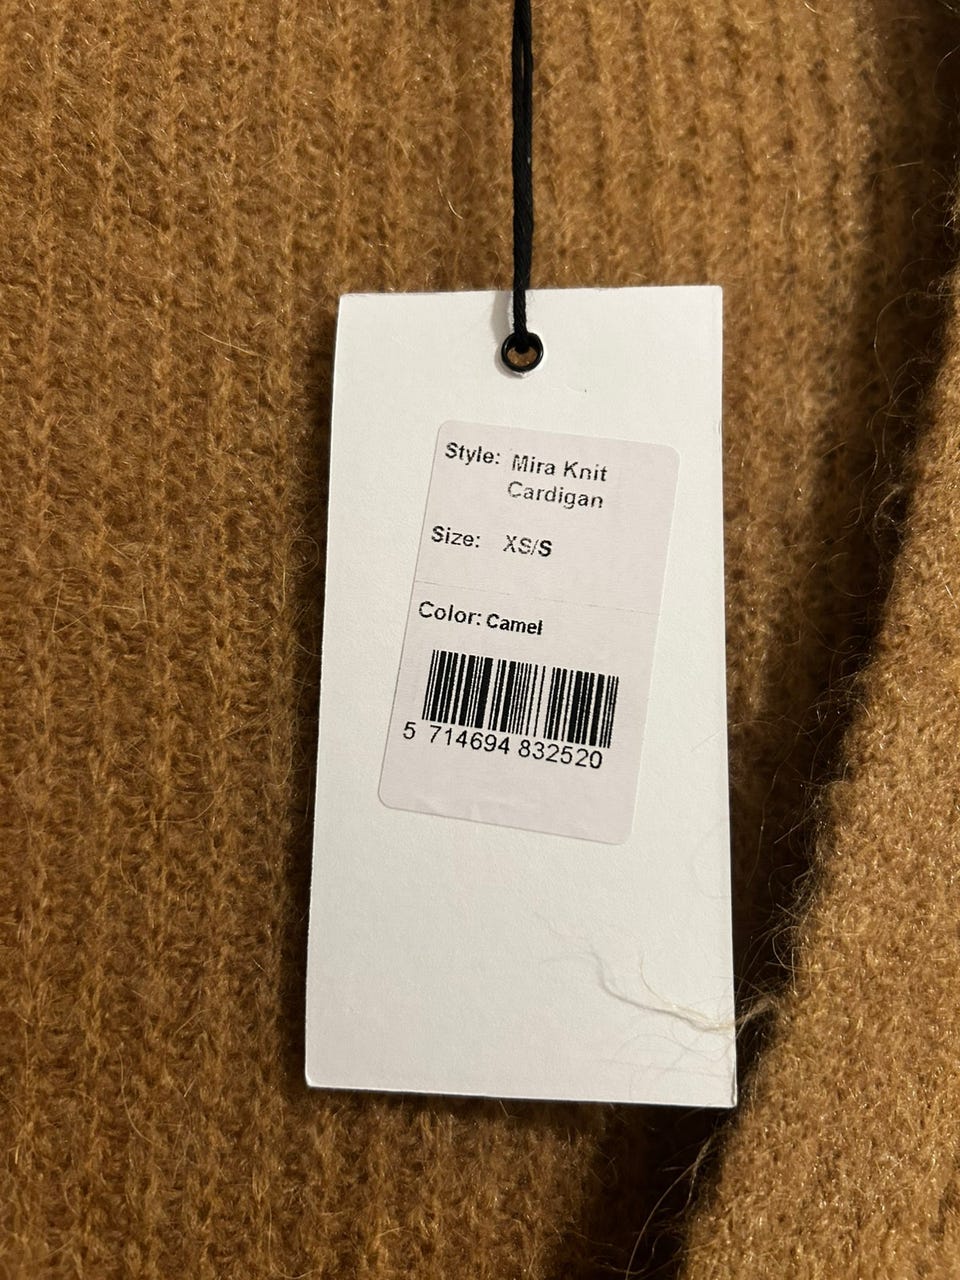 Style: Mira Knit
Cardigan
Size: XS/S
Color: Camel
5 714694 832520